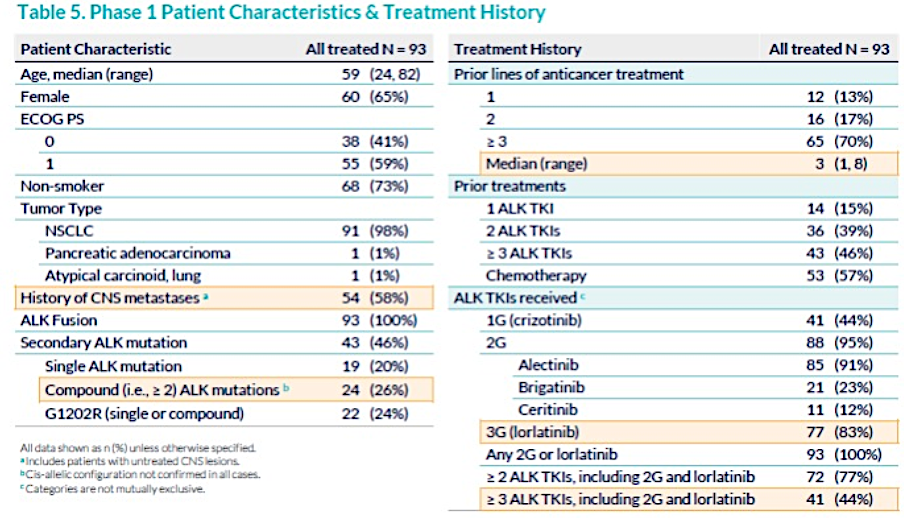 Table 5. Phase 1 Patient Characteristics & Treatment History
Patient Characteristic All treated N = 93
Age, median (range) 59 (24, 82)
Female 60 (65%)
ECOG PS
0 38 (41%)
1 55 (59%)
Non-smoker 68 (73%)
Tumor Type
NSCLC 91 (98%)
Pancreatic adenocarcinoma 1 (1%)
Atypical carcinoid, lung 1 (1%)
History of CNS metastases a 54 (58%)
ALK Fusion 93 (100%)
Secondary ALK mutation 43 (46%)
Single ALK mutation 19 (20%)
Compound (i.e., ≥ 2) ALK mutations b 24 (26%)
G1202R (single or compound) 22 (24%)
All data shown as n (%) unless otherwise specified.
a Includes patients with untreated CNS lesions.
b Cis-allelic configuration not confirmed in all cases.
c Categories are not mutually exclusive.
Treatment History All treated N = 93
Prior lines of anticancer treatment
1 12 (13%)
2 16 (17%)
≥ 3 65 (70%)
Median (range) 3 (1, 8)
Prior treatments
1 ALK TKI 14 (15%)
2 ALK TKIs 36 (39%)
≥ 3 ALK TKIs 43 (46%)
Chemotherapy 53 (57%)
ALK TKIs received c
1G (crizotinib) 41 (44%)
2G 88 (95%)
Alectinib 85 (91%)
Brigatinib 21 (23%)
Ceritinib 11 (12%)
3G (lorlatinib) 77 (83%)
Any 2G or lorlatinib 93 (100%)
≥ 2 ALK TKIs, including 2G and lorlatinib 72 (77%)
≥ 3 ALK TKIs, including 2G and lorlatinib 41 (44%)